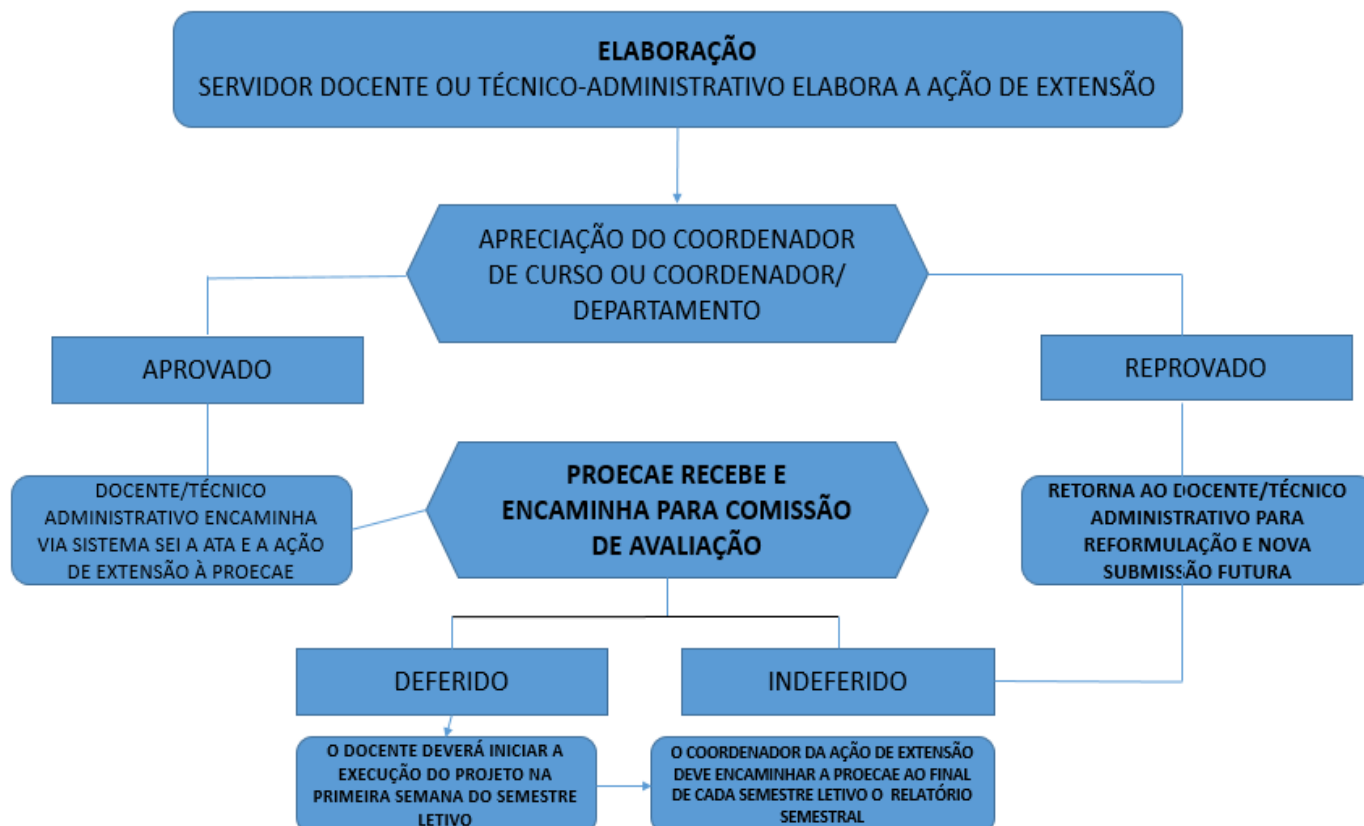 ELABORAÇÃO
SERVIDOR DOCENTE OU TÉCNICO-ADMINISTRATIVO ELABORA A AÇÃO DE EXTENSÃO
APRECIAÇÃO DO COORDENADOR
DE CURSO OU COORDENADOR/
DEPARTAMENTO
APROVADO
REPROVADO
DOCENTE/TÉCNICO
ADMINISTRATIVO ENCAMINHA
VIA SISTEMA SEI A ATA E A AÇÃO
DE EXTENSÃO À PROECAE
PROECAE RECEBE E
ENCAMINHA PARA COMISSÃO
DE AVALIAÇÃO
RETORNA AO DOCENTE/TÉCNICO
ADMINISTRATIVO PARA
REFORMULAÇÃO E NOVA
SUBMISSÃO FUTURA
DEFERIDO
INDEFERIDO
O DOCENTE DEVERÁ INICIAR A
EXECUÇÃO DO PROJETO NA
PRIMEIRA SEMANA DO SEMESTRE
LETIVO
O COORDENADOR DA AÇÃO DE EXTENSÃO
DEVE ENCAMINHAR A PROECAE AO FINAL
DE CADA SEMESTRE LETIVO O RELATÓRIO
SEMESTRAL